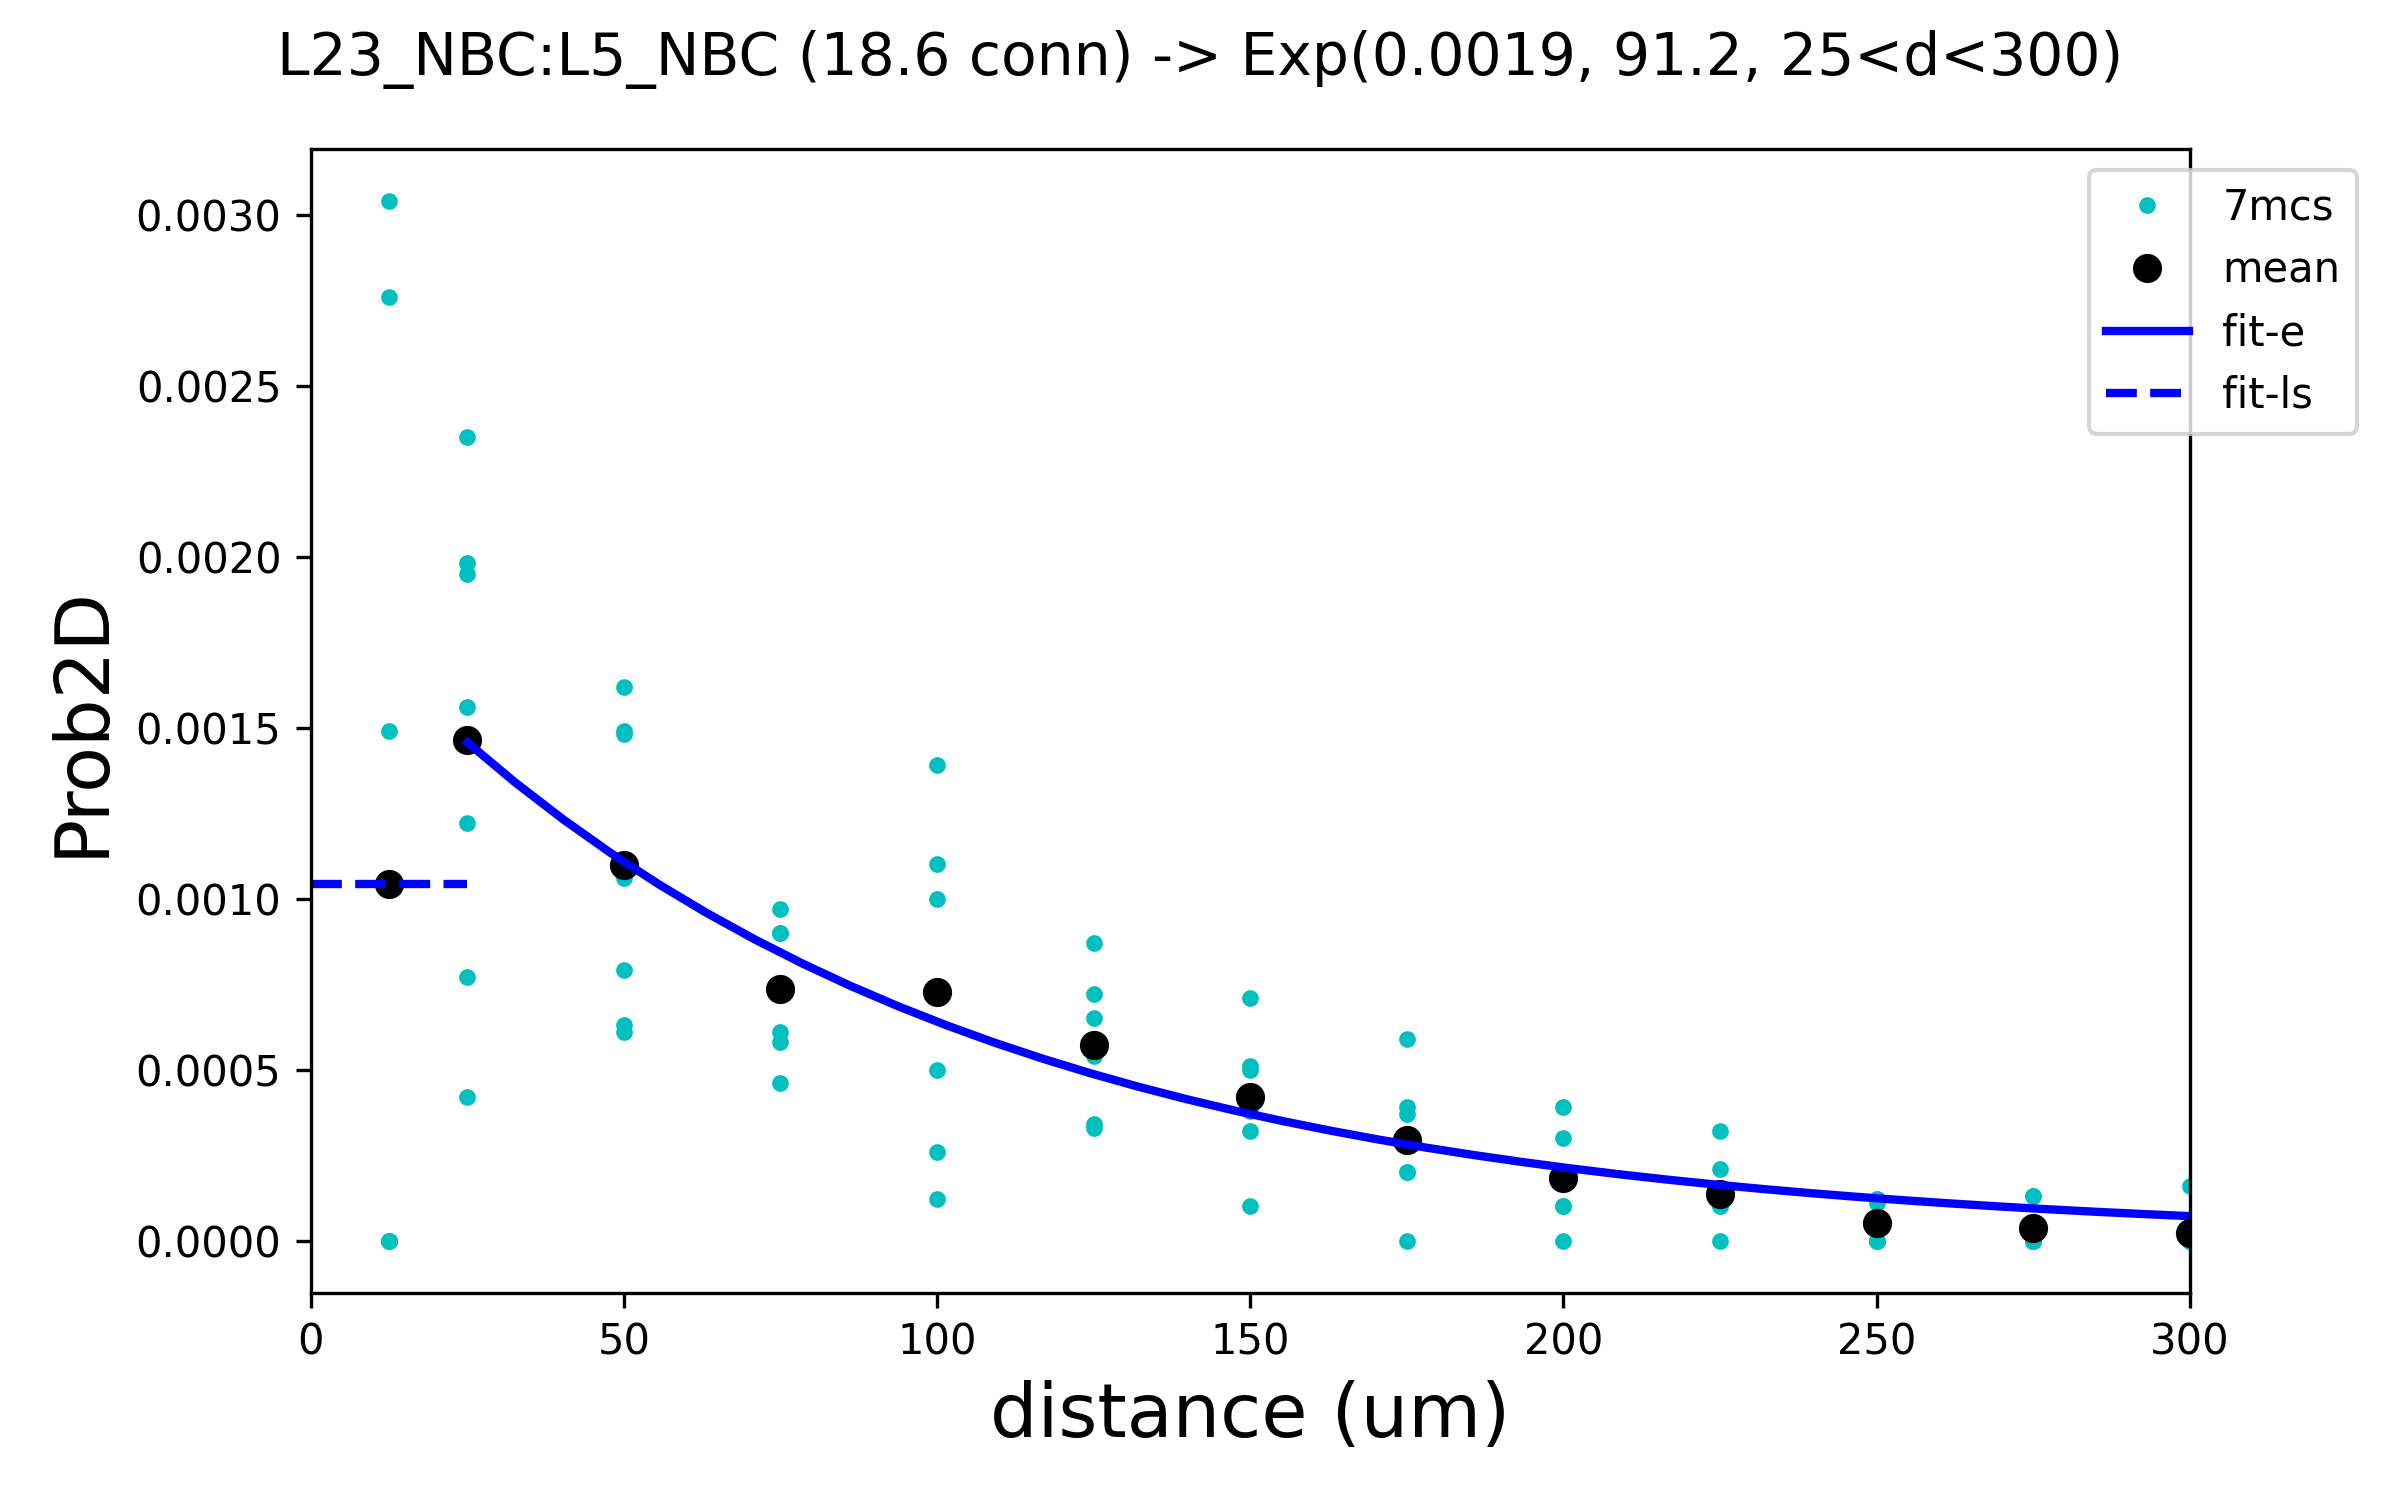 L23_NBC:L5_NBC (18.6 conn) -> Exp(0.0019, 91.2, 25<d<300)
7mcs
mean
fit-e
fit-ls
Prob2D
0.0030
0.0025
0.0020
0.0015
0.0010
0.0005
0.0000
0 50 100 150 200 250 300
distance (um)